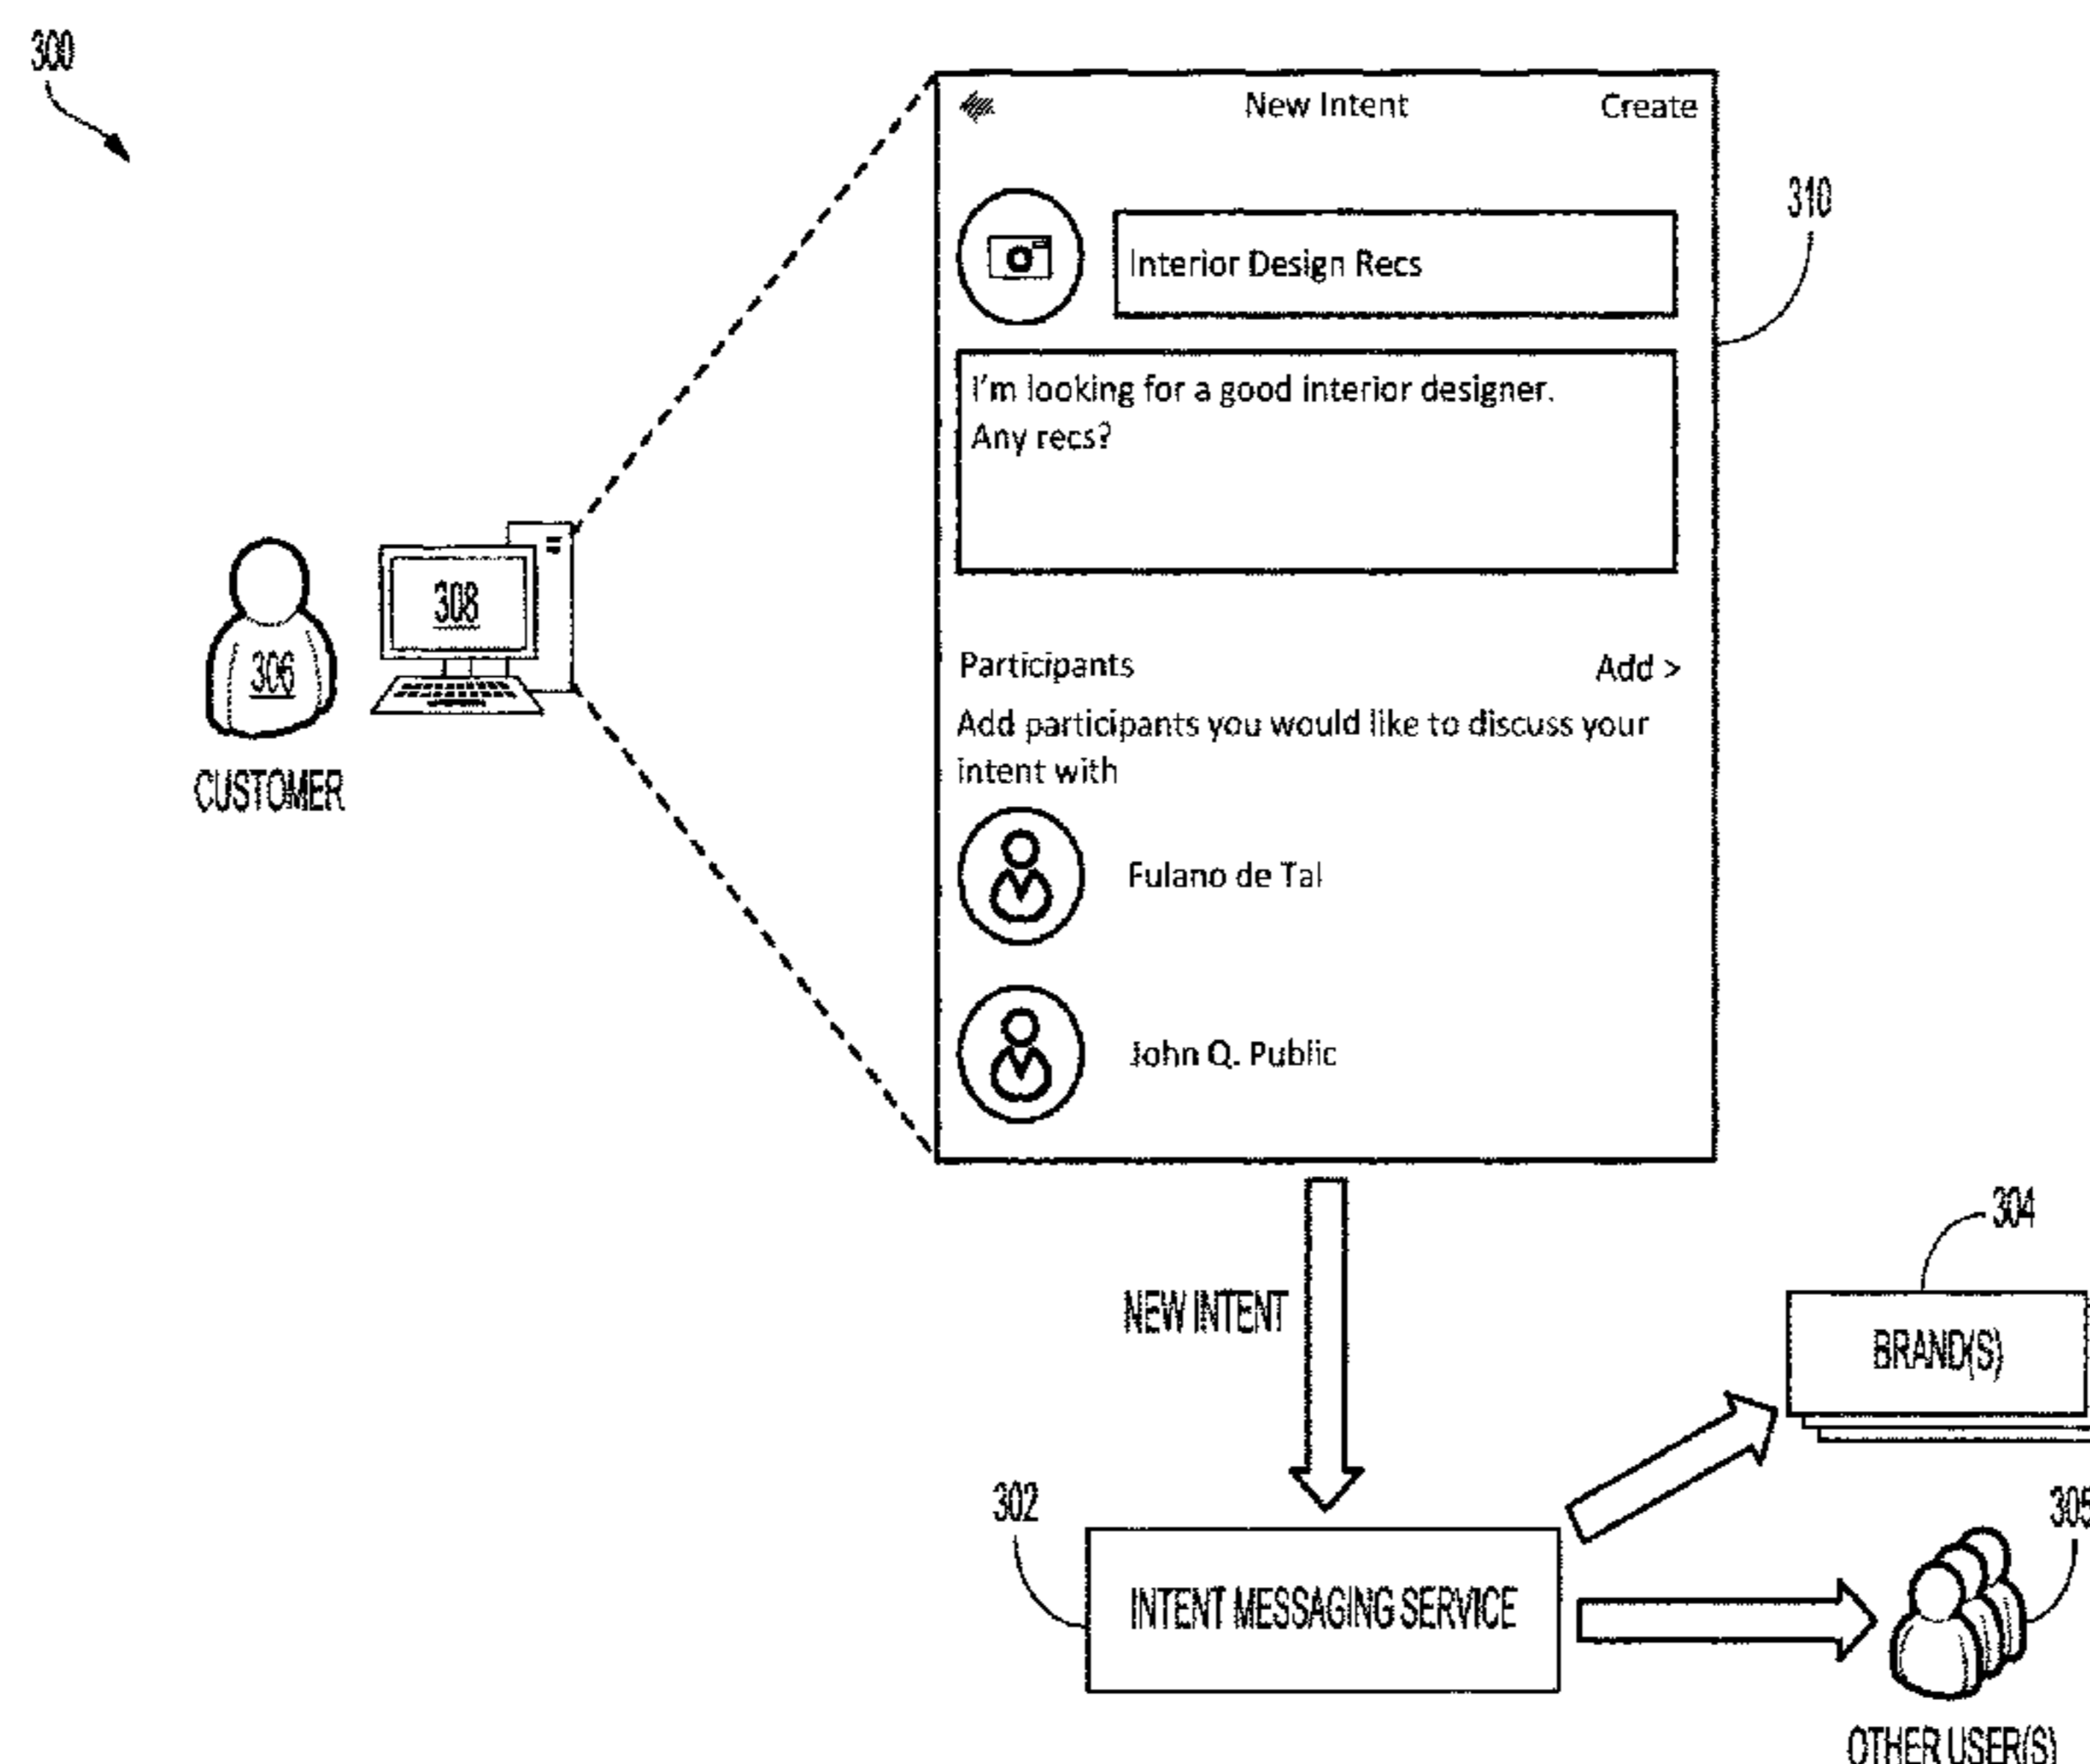 300
New Intent Create
310
Interior Design Recs
I'm looking for a good interior designer.
Any recs?
308
306
CUSTOMER
Participants Add >
Add participants you would like to discuss your
intent with
Fulano de Tal
John Q. Public
304
NEW INTENT
BRAND(S)
302
305
INTENT MESSAGING SERVICE
OTHER USER(S)